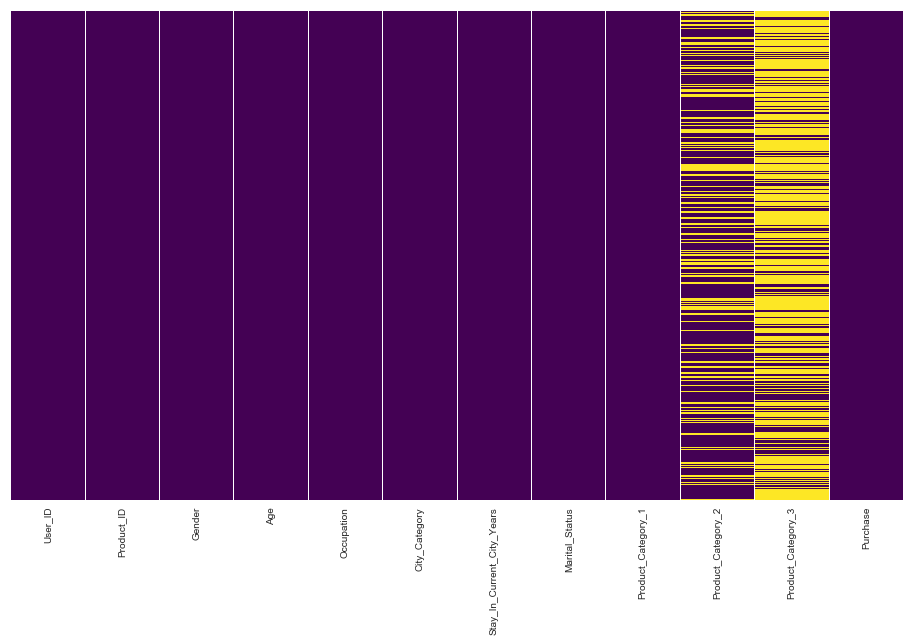 User_ID
Product_ID
Gender
Age
Occupation
City_Category
Stay_In_Current_City_Years
Marital_Status
Product_Category_1
Product_Category_2
Product_Category_3
Purchase